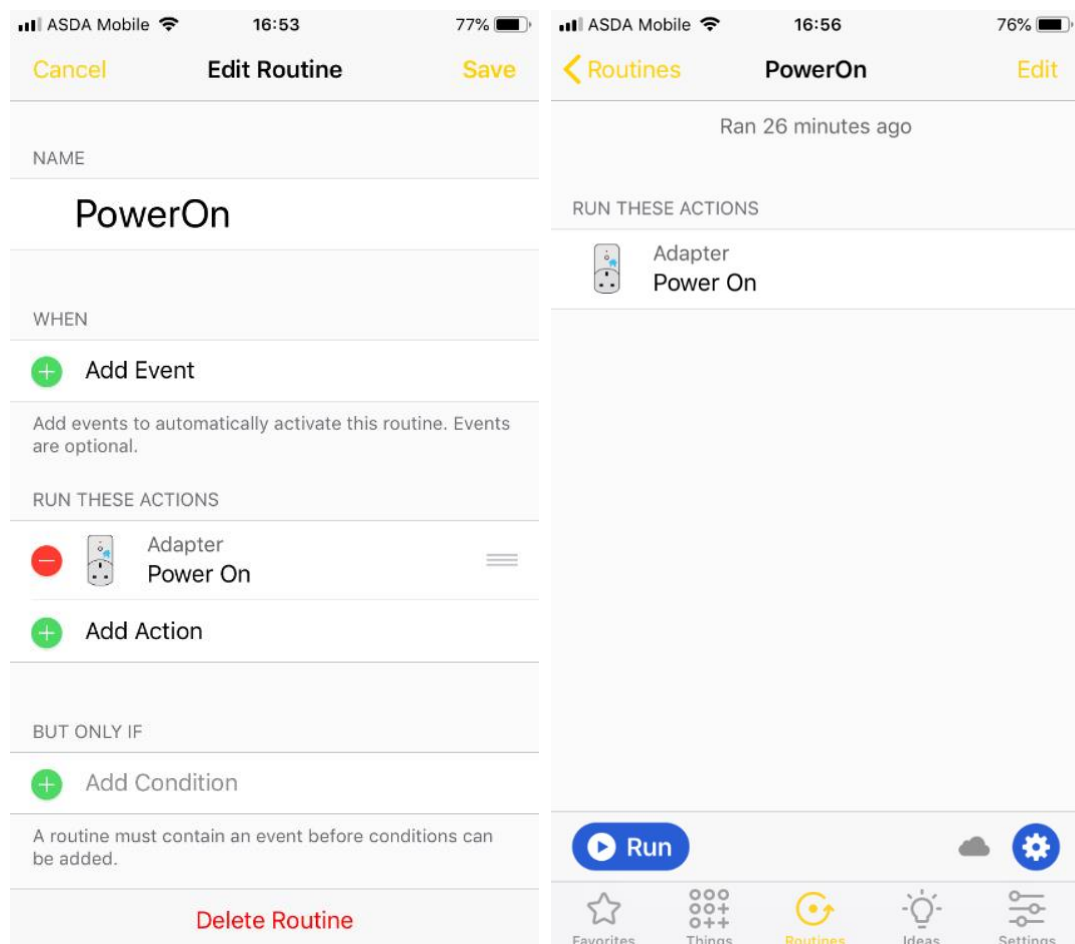 ASDA Mobile 16:53 77%
Cancel Edit Routine Save
NAME
PowerOn
WHEN
Add Event
Add events to automatically activate this routine. Events
are optional.
RUN THESE ACTIONS
Adapter
Power On
Add Action
BUT ONLY IF
Add Condition
A routine must contain an event before conditions can
be added.
Delete Routine
ASDA Mobile 16:56 76%
Routines PowerOn Edit
Ran 26 minutes ago
RUN THESE ACTIONS
Adapter
Power On
Run
Favorites Things Routines Ideas Settings